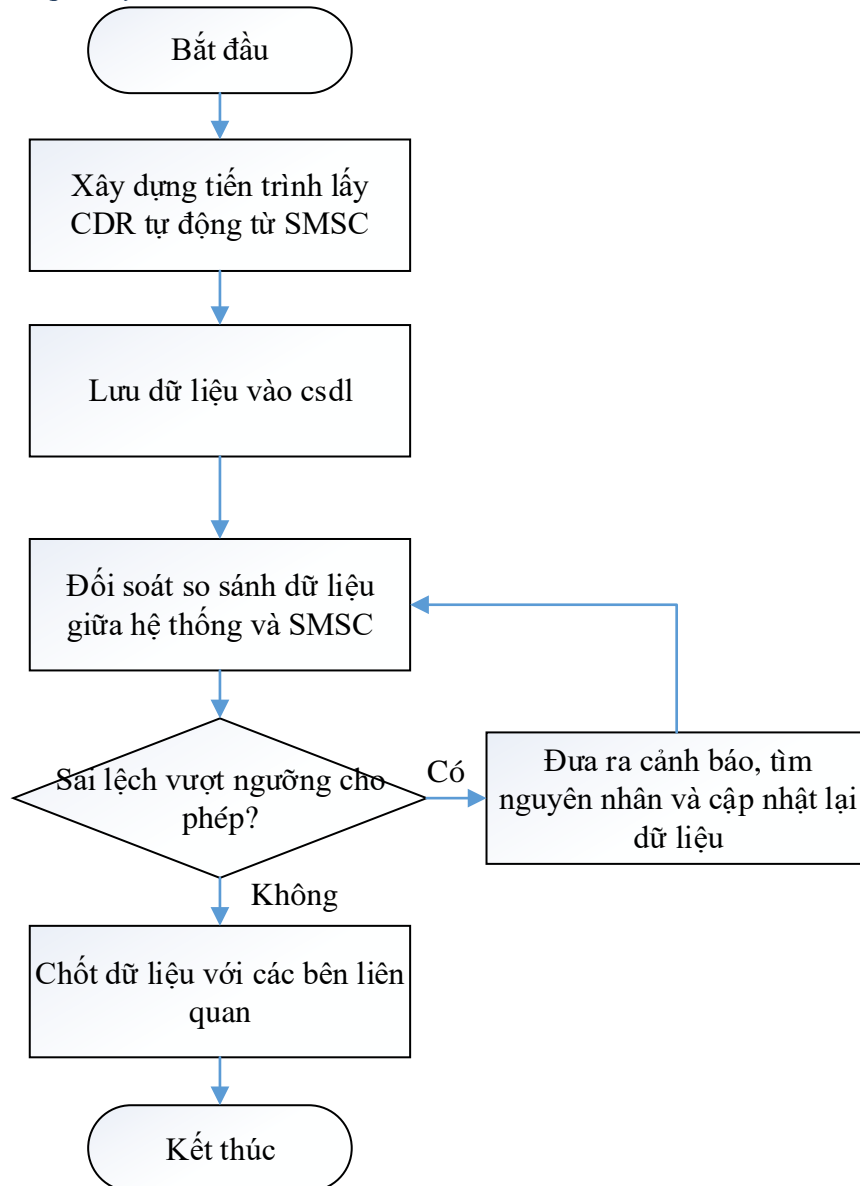 Bắt đầu
Xây dựng tiến trình lấy
CDR tự động từ SMSC
Lưu dữ liệu vào csdl
Đối soát so sánh dữ liệu
giữa hệ thống và SMSC
Sai lệch vượt ngưỡng cho
phép?
Có
Đưa ra cảnh báo, tìm
nguyên nhân và cập nhật lại
dữ liệu
Không
Chốt dữ liệu với các bên liên
quan
Kết thúc